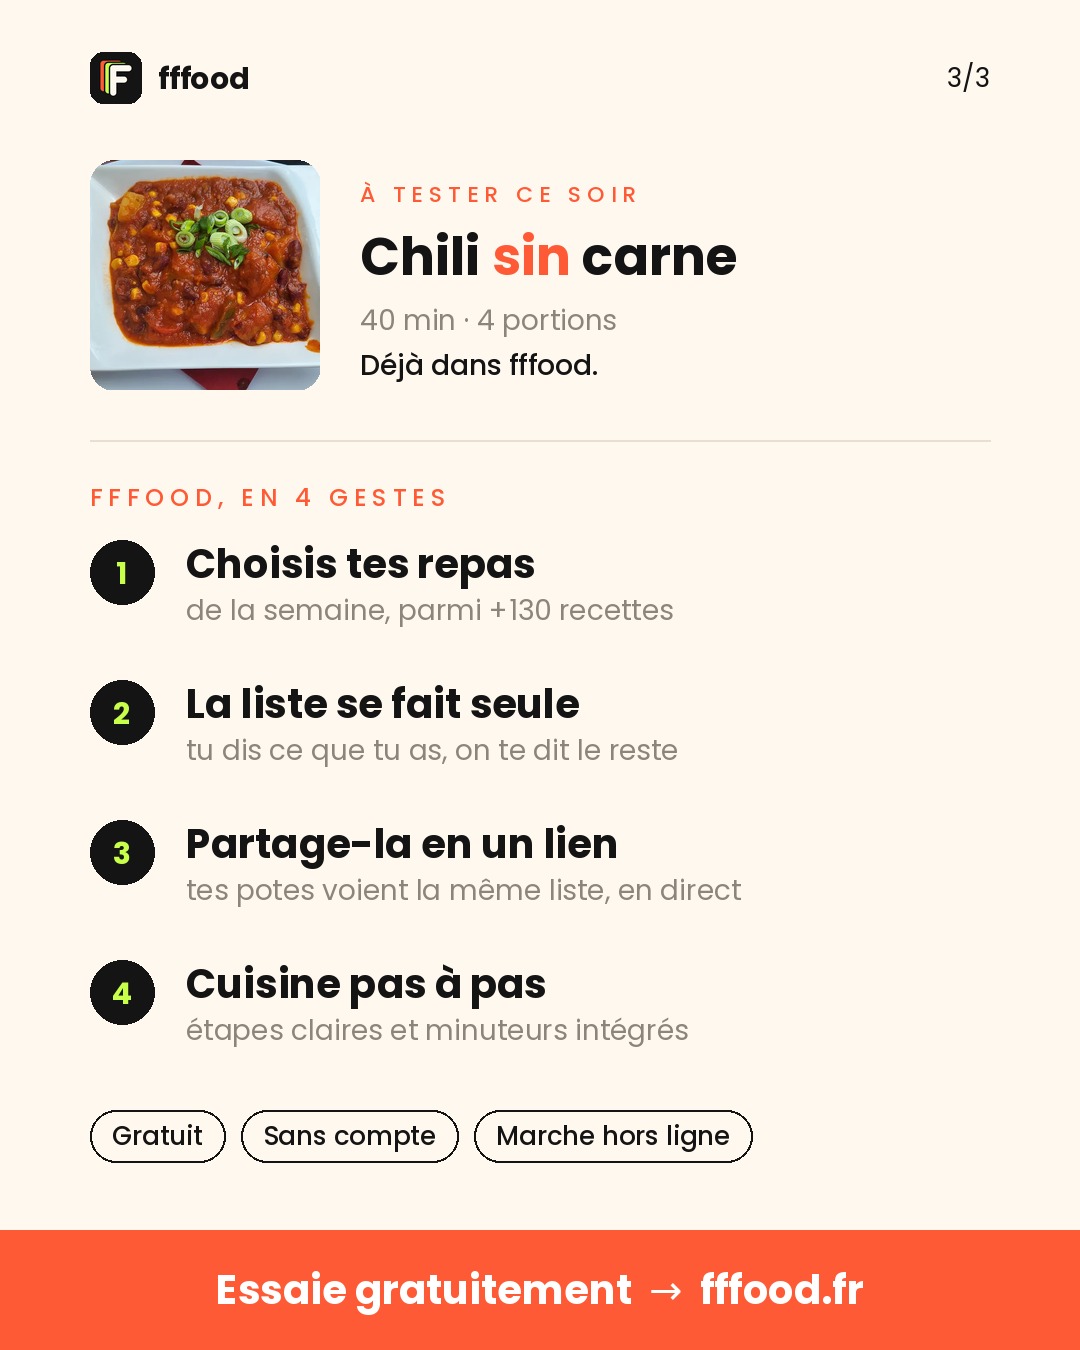 fffood
3/3
À TESTER CE SOIR
Chili sin carne
40 min · 4 portions
Déjà dans fffood.
FFFOOD, EN 4 GESTES
1
Choisis tes repas
de la semaine, parmi +130 recettes
2
La liste se fait seule
tu dis ce que tu as, on te dit le reste
3
Partage-la en un lien
tes potes voient la même liste, en direct
4
Cuisine pas à pas
étapes claires et minuteurs intégrés
Gratuit
Sans compte
Marche hors ligne
Essaie gratuitement → fffood.fr